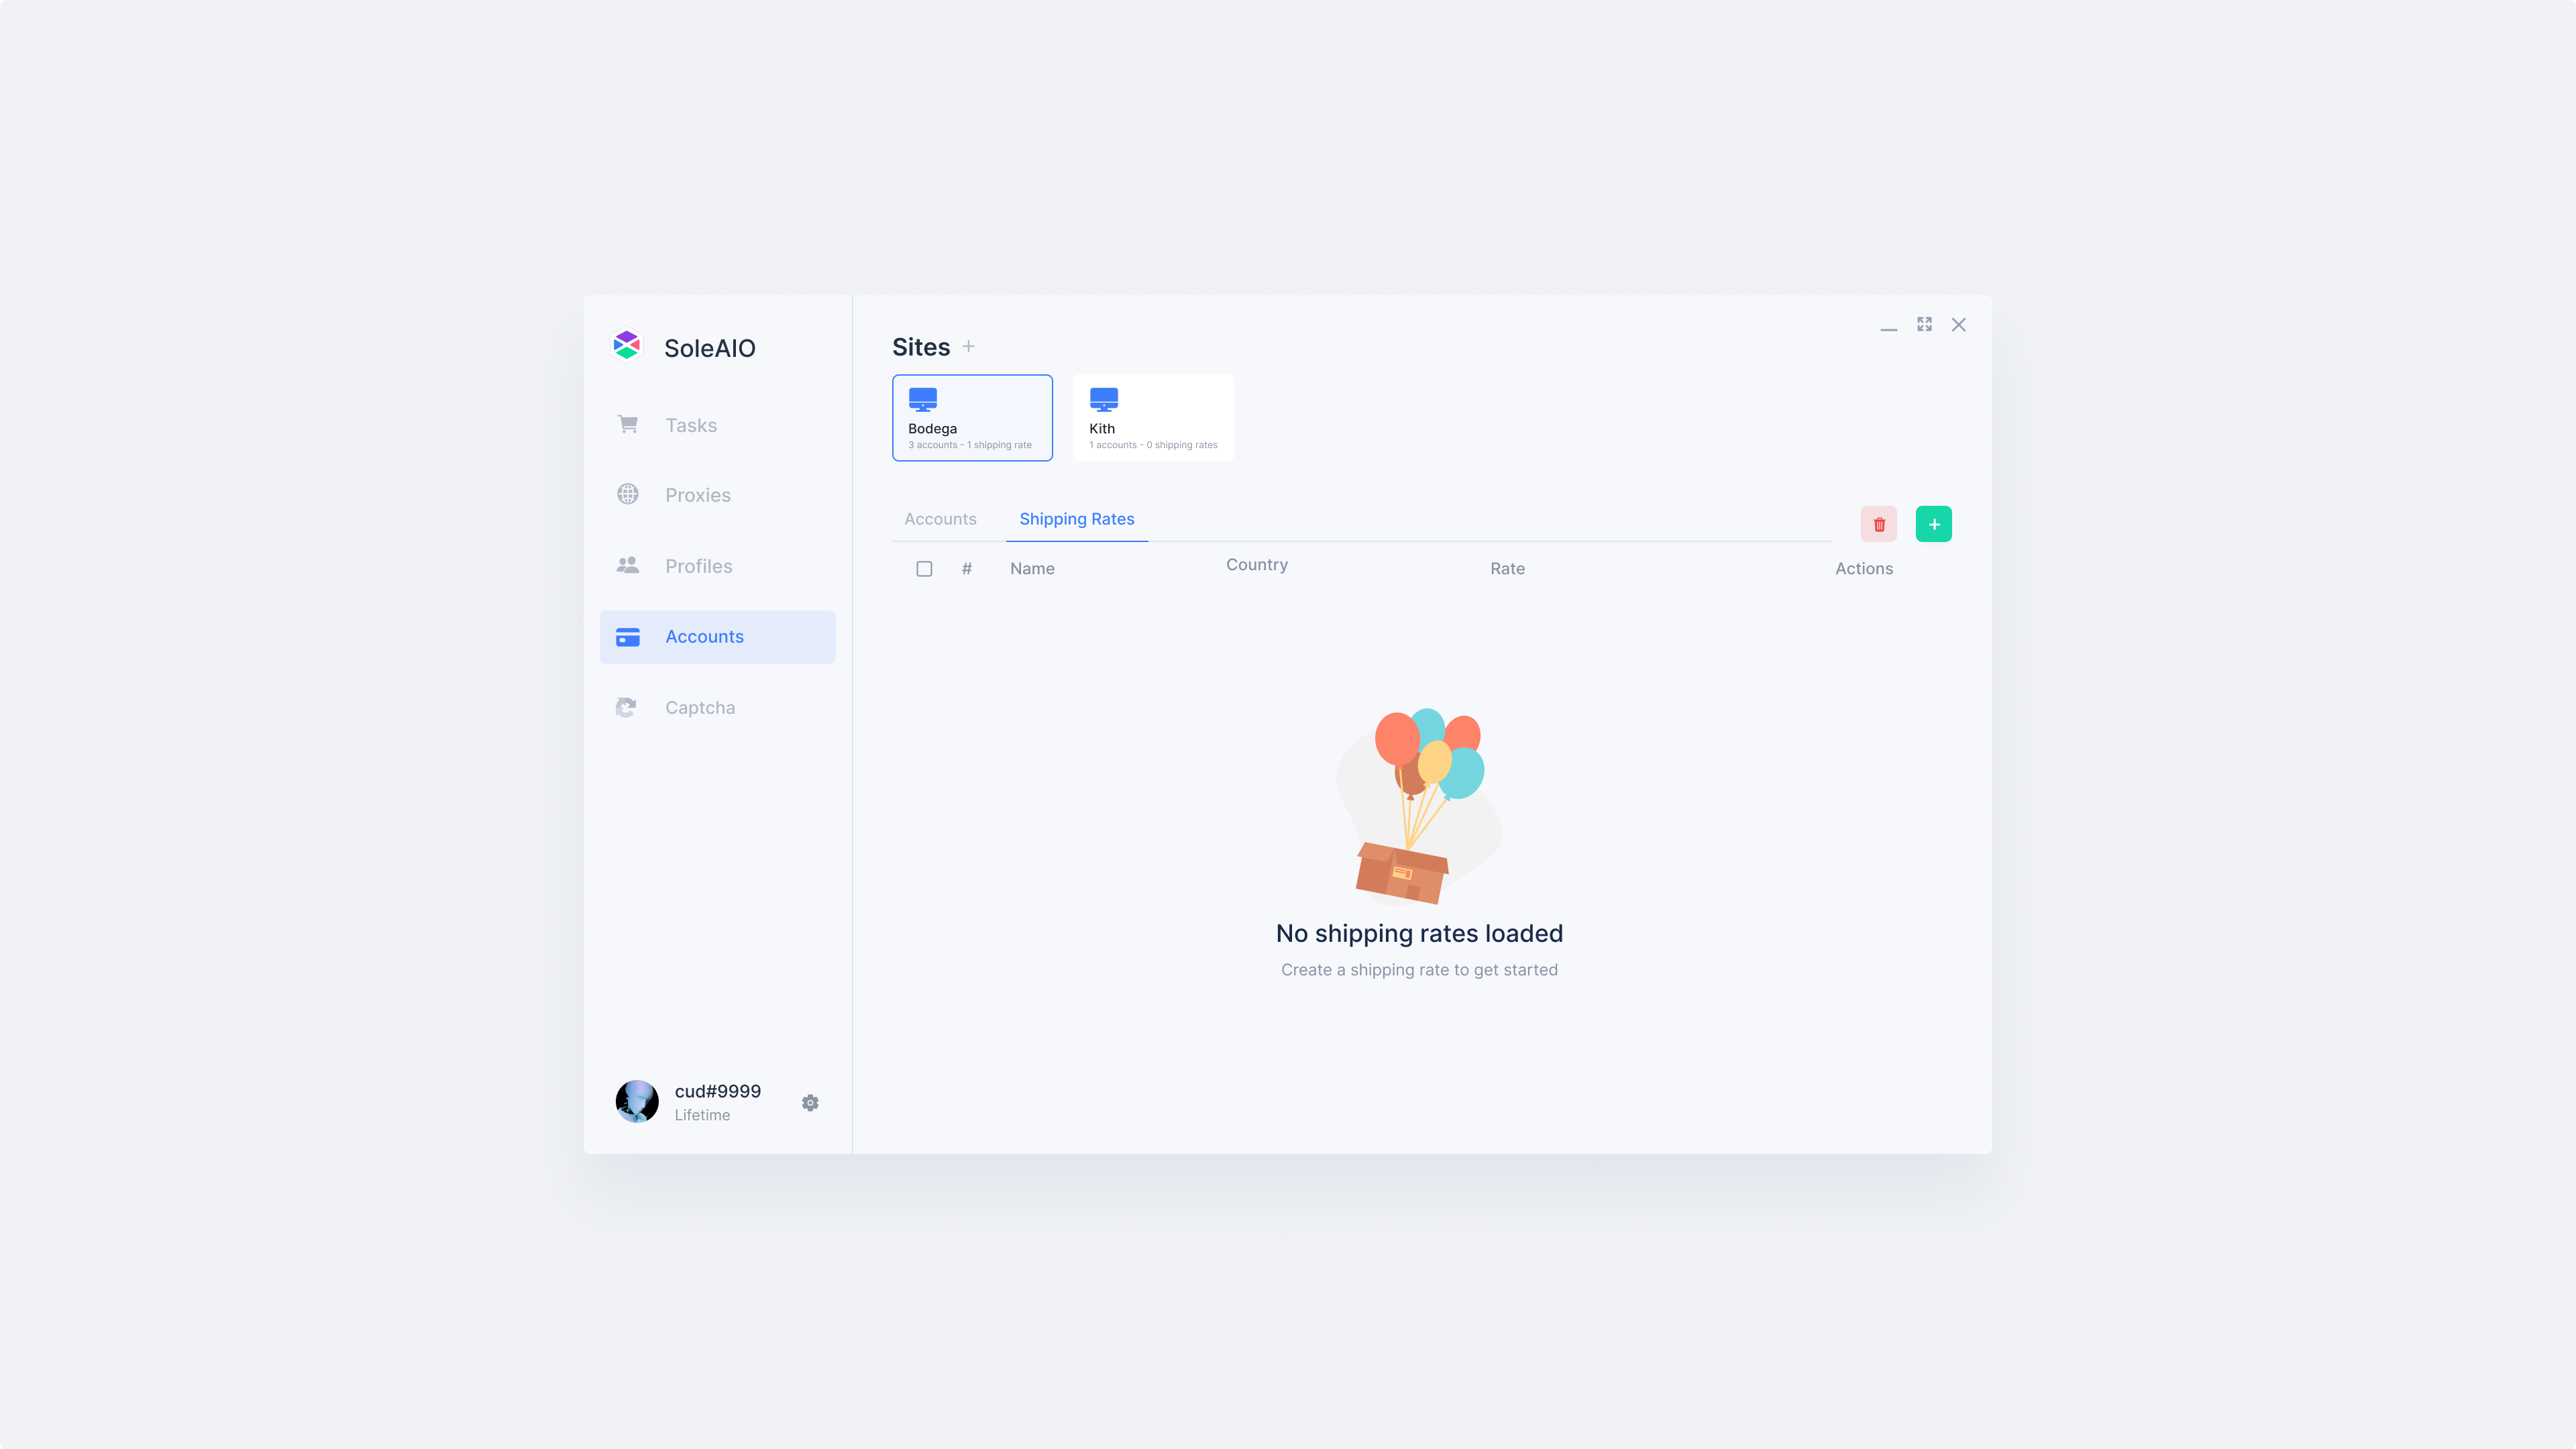 SoleAIO
Tasks
Proxies
Profiles
Accounts
Captcha
cud#9999
Lifetime
Sites +
Bodega
3 accounts - 1 shipping rate
Kith
1 accounts - 0 shipping rates
Accounts Shipping Rates
# Name Country Rate Actions
No shipping rates loaded
Create a shipping rate to get started